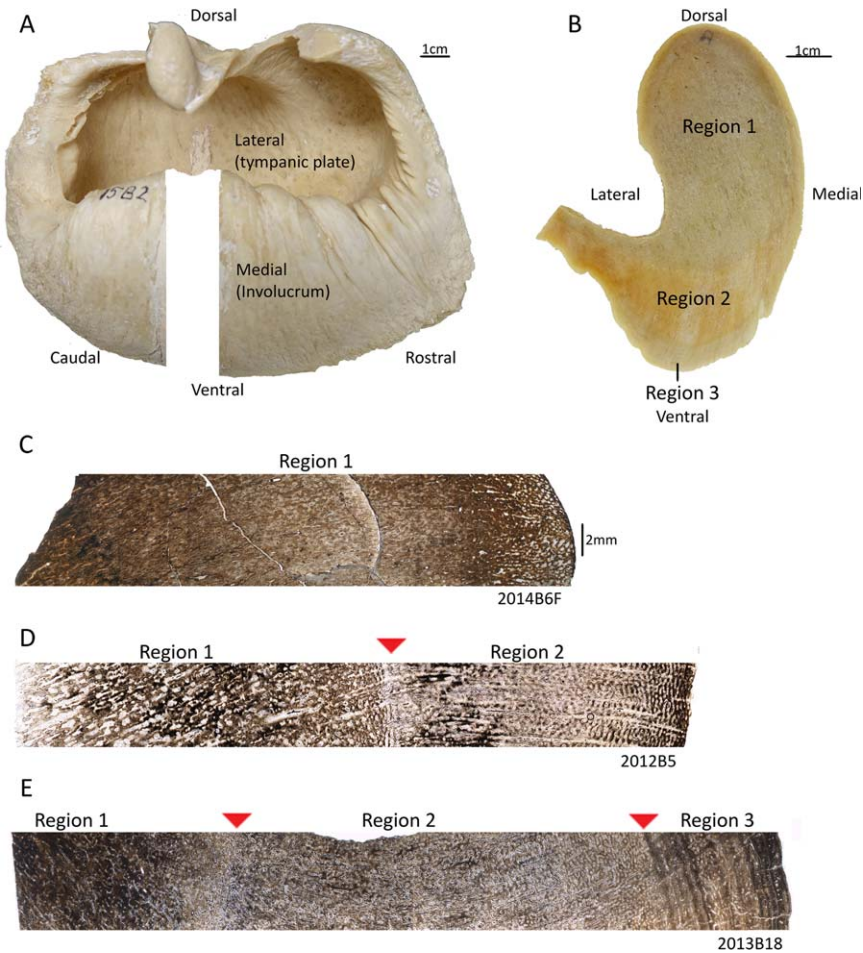 A
Dorsal
1cm
Lateral
(tympanic plate)
15B2
Medial
(Involucrum)
Caudal
Rostral
Ventral
B
Dorsal
1cm
Region 1
Lateral
Medial
Region 2
Region 3
Ventral
C
Region 1
2mm
2014B6F
D
Region 1
Region 2
2012B5
E
Region 1
Region 2
Region 3
2013B18